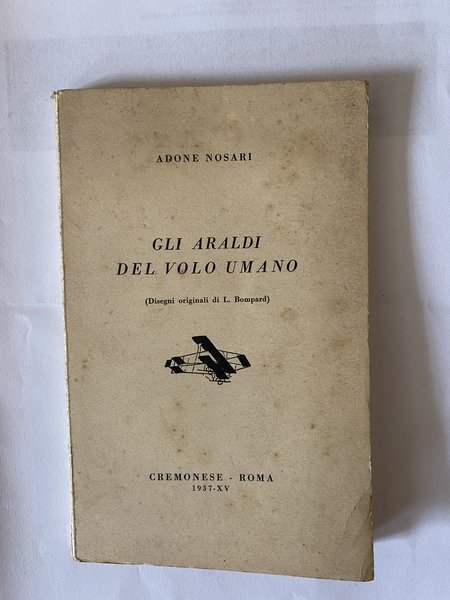 ADONE NOSARI
GLI ARALDI
DEL VOLO UMANO
(Disegni originali di L. Bompard)
CREMONESE - ROMA
1937-XV